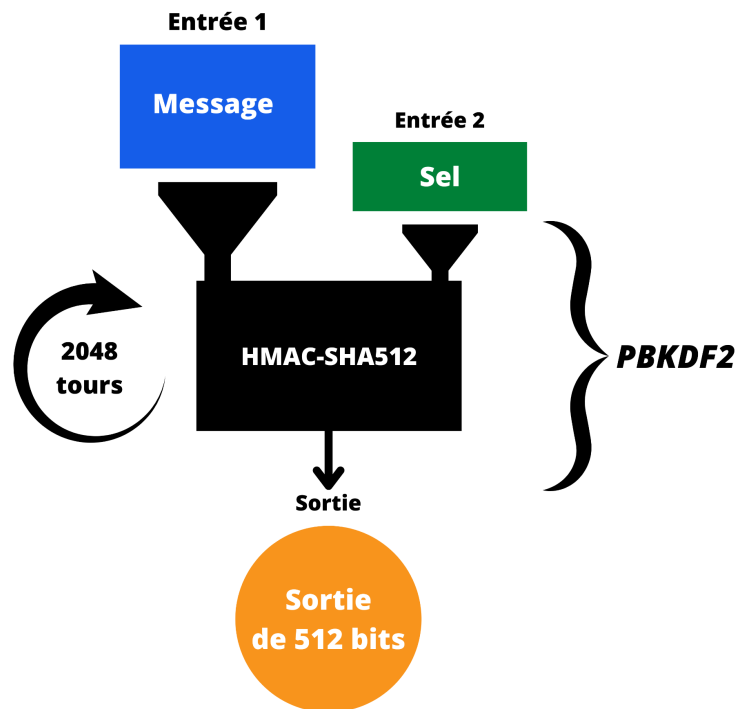 Entrée 1
Message
Entrée 2
Sel
2048
tours
HMAC-SHA512
PBKDF2
Sortie
Sortie
de 512 bits